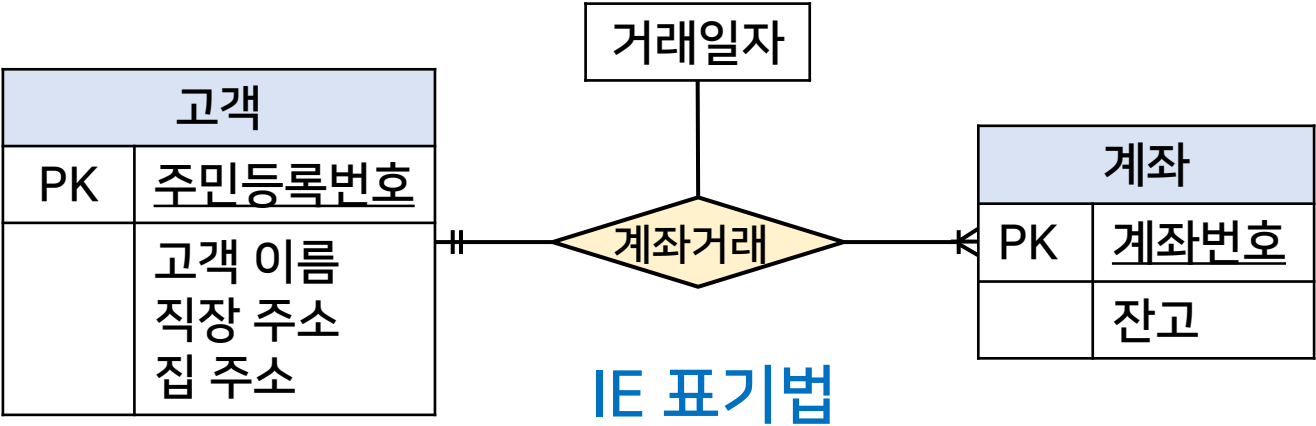 거래일자
고객
PK 주민등록번호
고객 이름
직장 주소
집 주소
계좌거래
계좌
PK 계좌번호
잔고
IE 표기법